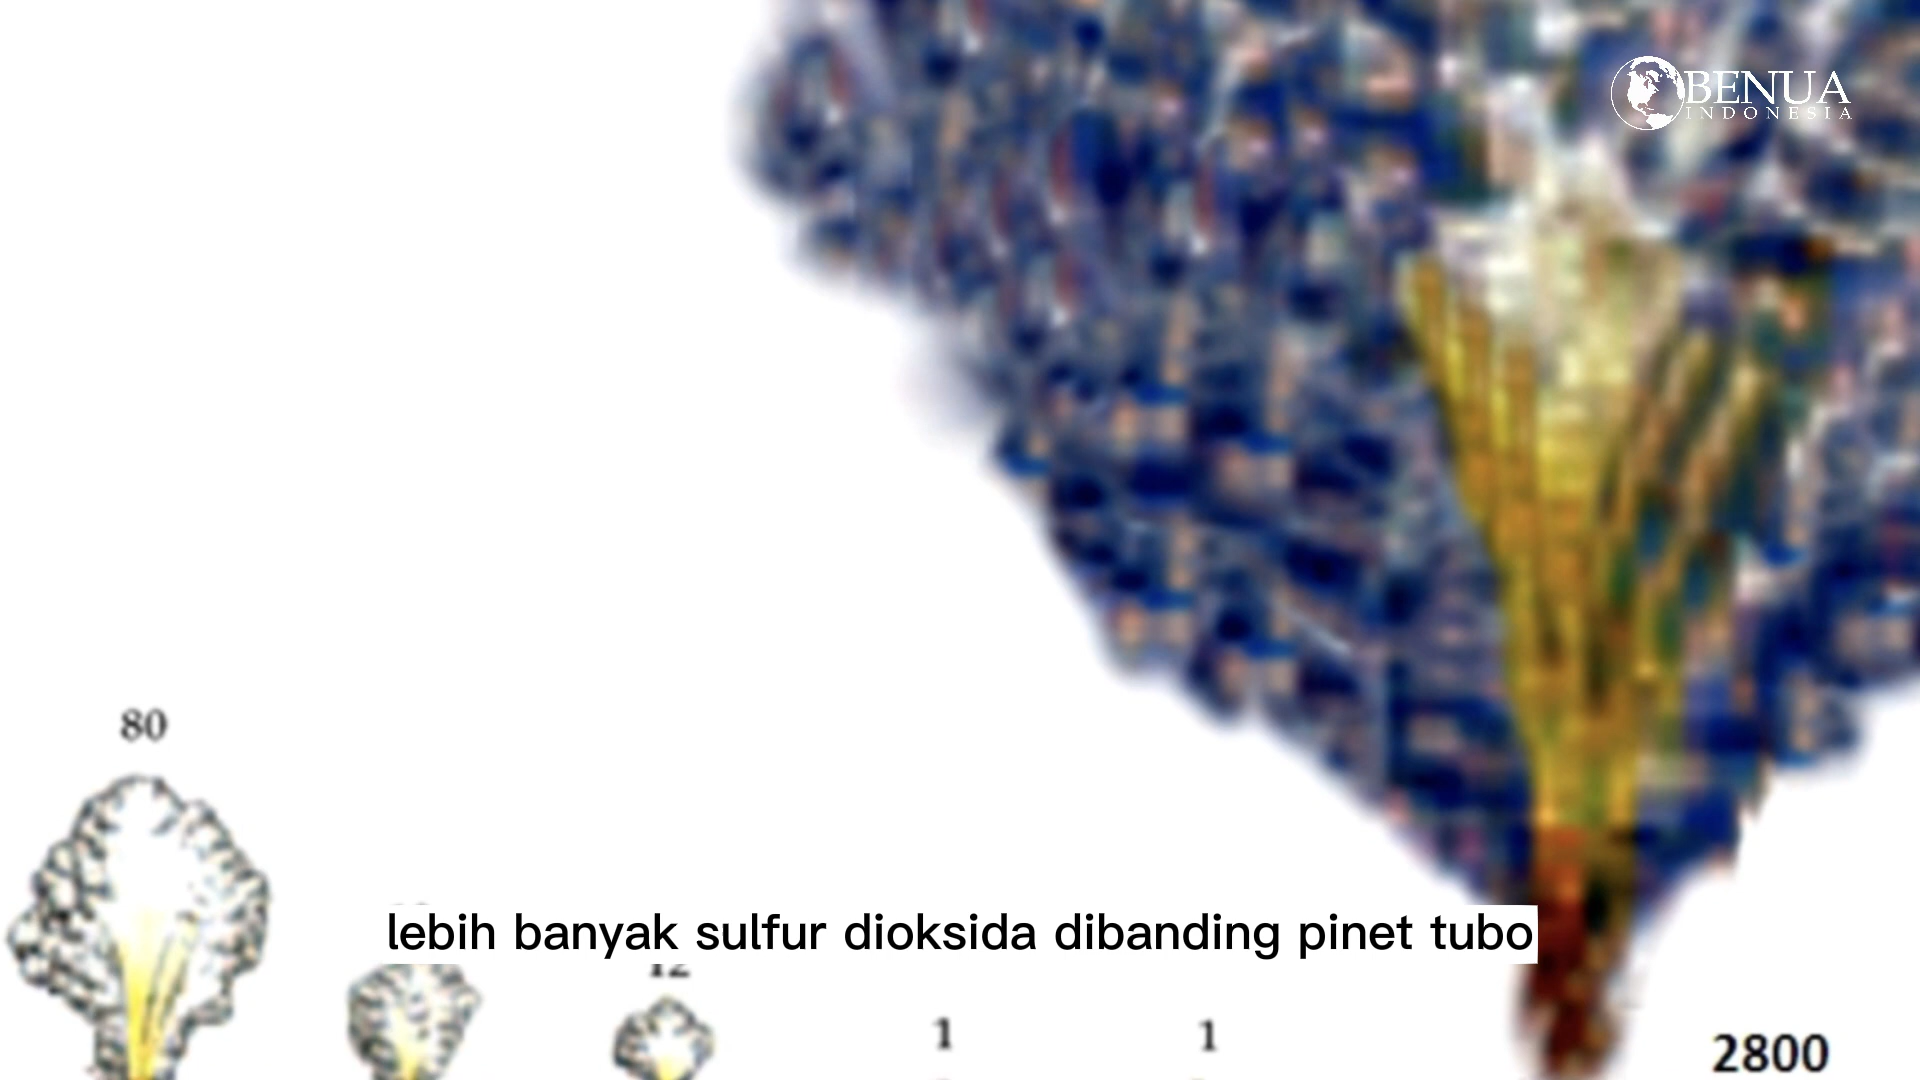 BENUA
INDONESIA
80
lebih banyak sulfur dioksida dibanding pinet tubo
12
1
1
2800